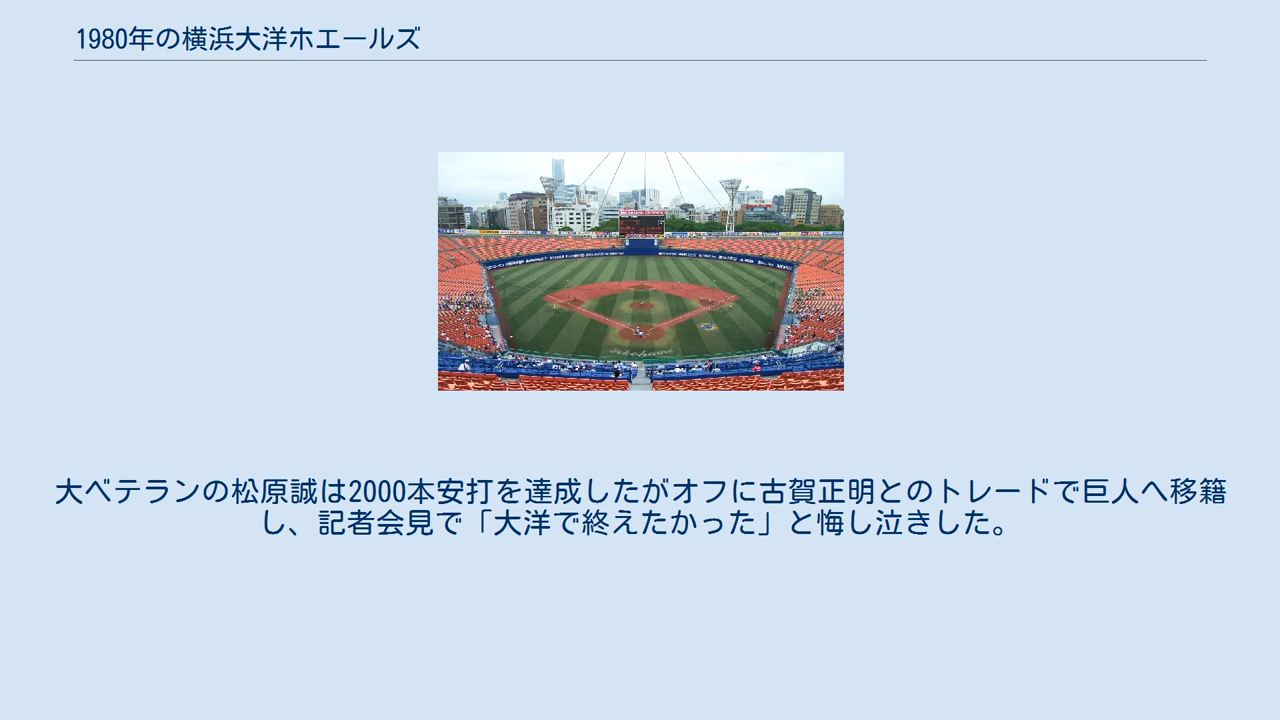 1980年の横浜大洋ホエールズ
大ベテランの松原誠は2000本安打を達成したがオフに古賀正明とのトレードで巨人へ移籍
し、記者会見で「大洋で終えたかった」と悔し泣きした。